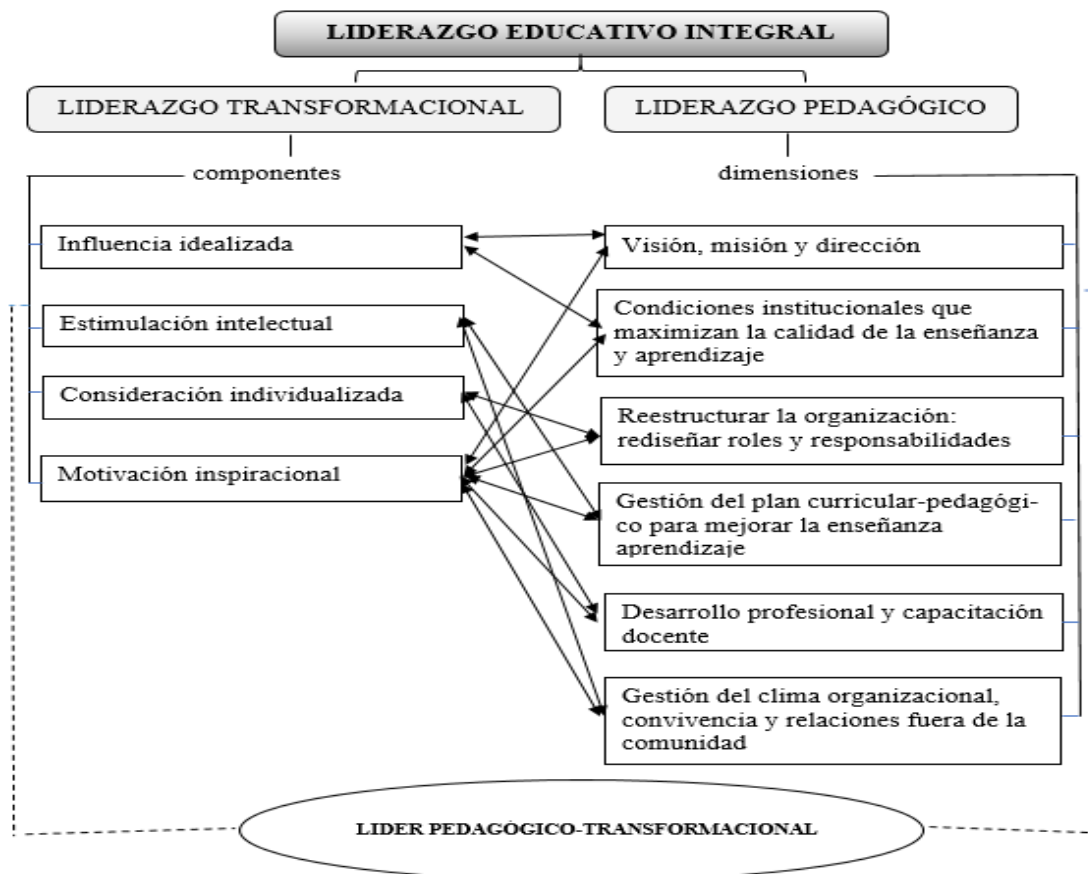 LIDERAZGO EDUCATIVO INTEGRAL
LIDERAZGO TRANSFORMACIONAL
LIDERAZGO PEDAGÓGICO
componentes
dimensiones
Influencia idealizada
Estimulación intelectual
Consideración individualizada
Motivación inspiracional
Visión, misión y dirección
Condiciones institucionales que
maximizan la calidad de la enseñanza
y aprendizaje
Reestructurar la organización:
rediseñar roles y responsabilidades
Gestión del plan curricular-pedagógi-
co para mejorar la enseñanza
aprendizaje
Desarrollo profesional y capacitación
docente
Gestión del clima organizacional,
convivencia y relaciones fuera de la
comunidad
LIDER PEDAGÓGICO-TRANSFORMACIONAL